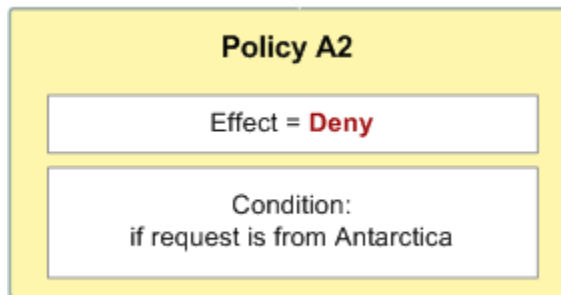 Policy A2
Effect = Deny
Condition:
if request is from Antarctica